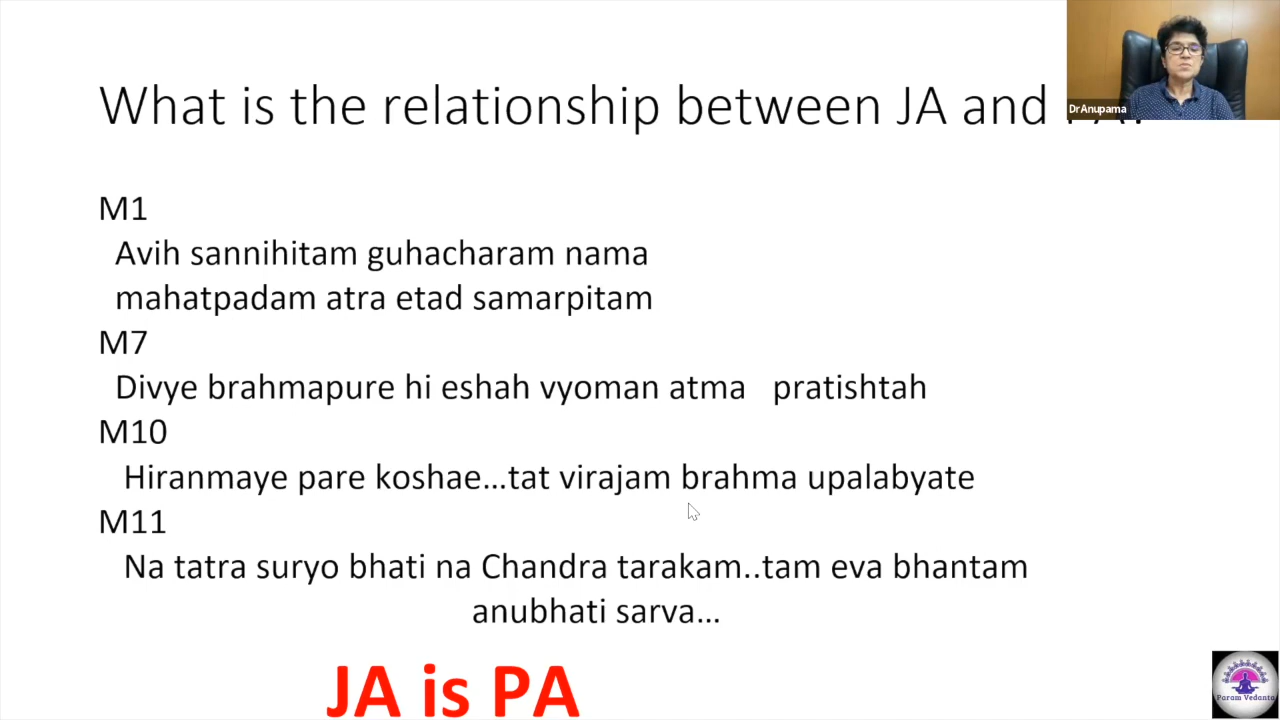 What is the relationship between JA and
DrAnupama
M1
Avih sannihitam guhacharam nama
mahatpadam atra etad samarpitam
M7
Divye brahmapure hi eshah vyoman atma pratishtah
M10
Hiranmaye pare koshae...tat virajam brahma upalabyate
M11
Na tatra suryo bhati na Chandra tarakam..tam eva bhantam
anubhati sarva...
JA is PA
Param Vedanta